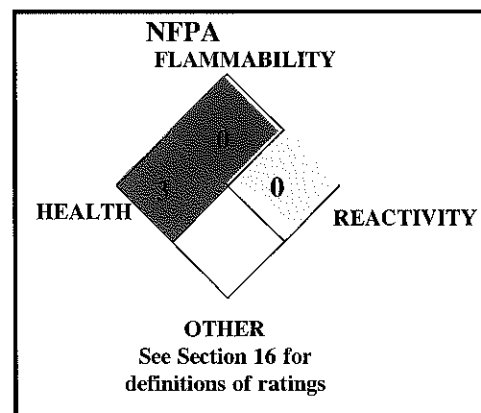 NFPA
FLAMMABILITY
0
3 0
HEALTH
REACTIVITY
OTHER
See Section 16 for
definitions of ratings